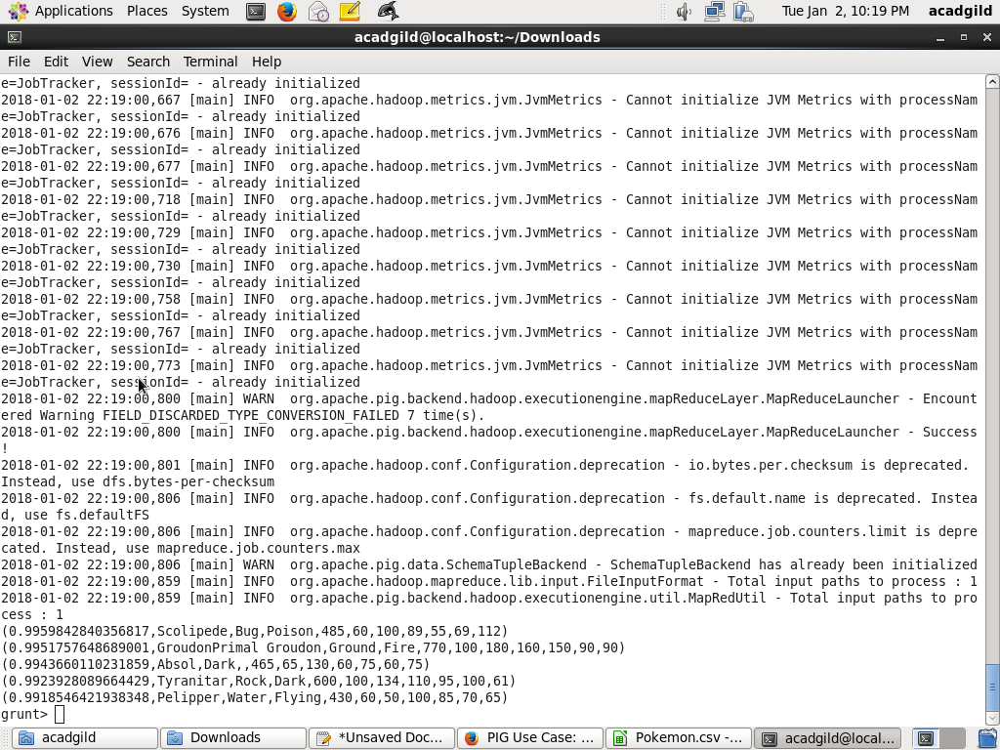 Applications Places System Tue Jan 2, 10:19 PM acadgild
acadgild@localhost:~/Downloads
File Edit View Search Terminal Help
e=JobTracker, sessionId= - already initialized
2018-01-02 22:19:00,667 [main] INFO  org.apache.hadoop.metrics.jvm.JvmMetrics - Cannot initialize JVM Metrics with processNam
e=JobTracker, sessionId= - already initialized
2018-01-02 22:19:00,676 [main] INFO  org.apache.hadoop.metrics.jvm.JvmMetrics - Cannot initialize JVM Metrics with processNam
e=JobTracker, sessionId= - already initialized
2018-01-02 22:19:00,677 [main] INFO  org.apache.hadoop.metrics.jvm.JvmMetrics - Cannot initialize JVM Metrics with processNam
e=JobTracker, sessionId= - already initialized
2018-01-02 22:19:00,718 [main] INFO  org.apache.hadoop.metrics.jvm.JvmMetrics - Cannot initialize JVM Metrics with processNam
e=JobTracker, sessionId= - already initialized
2018-01-02 22:19:00,729 [main] INFO  org.apache.hadoop.metrics.jvm.JvmMetrics - Cannot initialize JVM Metrics with processNam
e=JobTracker, sessionId= - already initialized
2018-01-02 22:19:00,730 [main] INFO  org.apache.hadoop.metrics.jvm.JvmMetrics - Cannot initialize JVM Metrics with processNam
e=JobTracker, sessionId= - already initialized
2018-01-02 22:19:00,758 [main] INFO  org.apache.hadoop.metrics.jvm.JvmMetrics - Cannot initialize JVM Metrics with processNam
e=JobTracker, sessionId= - already initialized
2018-01-02 22:19:00,767 [main] INFO  org.apache.hadoop.metrics.jvm.JvmMetrics - Cannot initialize JVM Metrics with processNam
e=JobTracker, sessionId= - already initialized
2018-01-02 22:19:00,773 [main] INFO  org.apache.hadoop.metrics.jvm.JvmMetrics - Cannot initialize JVM Metrics with processNam
e=JobTracker, sessionId= - already initialized
2018-01-02 22:19:00,800 [main] WARN  org.apache.pig.backend.hadoop.executionengine.mapReduceLayer.MapReduceLauncher - Encount
ered Warning FIELD_DISCARDED_TYPE_CONVERSION_FAILED 7 time(s).
2018-01-02 22:19:00,800 [main] INFO  org.apache.pig.backend.hadoop.executionengine.mapReduceLayer.MapReduceLauncher - Success
!
2018-01-02 22:19:00,801 [main] INFO  org.apache.hadoop.conf.Configuration.deprecation - io.bytes.per.checksum is deprecated.
Instead, use dfs.bytes-per-checksum
2018-01-02 22:19:00,806 [main] INFO  org.apache.hadoop.conf.Configuration.deprecation - fs.default.name is deprecated. Instea
d, use fs.defaultFS
2018-01-02 22:19:00,806 [main] INFO  org.apache.hadoop.conf.Configuration.deprecation - mapreduce.job.counters.limit is depre
cated. Instead, use mapreduce.job.counters.max
2018-01-02 22:19:00,806 [main] WARN  org.apache.pig.data.SchemaTupleBackend - SchemaTupleBackend has already been initialized
2018-01-02 22:19:00,859 [main] INFO  org.apache.hadoop.mapreduce.lib.input.FileInputFormat - Total input paths to process : 1
2018-01-02 22:19:00,859 [main] INFO  org.apache.pig.backend.hadoop.executionengine.util.MapRedUtil - Total input paths to pro
cess : 1
(0.9959842840356817,Scolipede,Bug,Poison,485,60,100,89,55,69,112)
(0.9951757648689001,GroudonPrimal Groudon,Ground,Fire,770,100,180,160,150,90,90)
(0.9943660110231859,Absol,Dark,,465,65,130,60,75,60,75)
(0.9923928089664429,Tyranitar,Rock,Dark,600,100,134,110,95,100,61)
(0.9918546421938348,Pelipper,Water,Flying,430,60,50,100,85,70,65)
grunt>
acadgild Downloads *Unsaved Doc... PIG Use Case: ... Pokemon.csv -... acadgild@local...